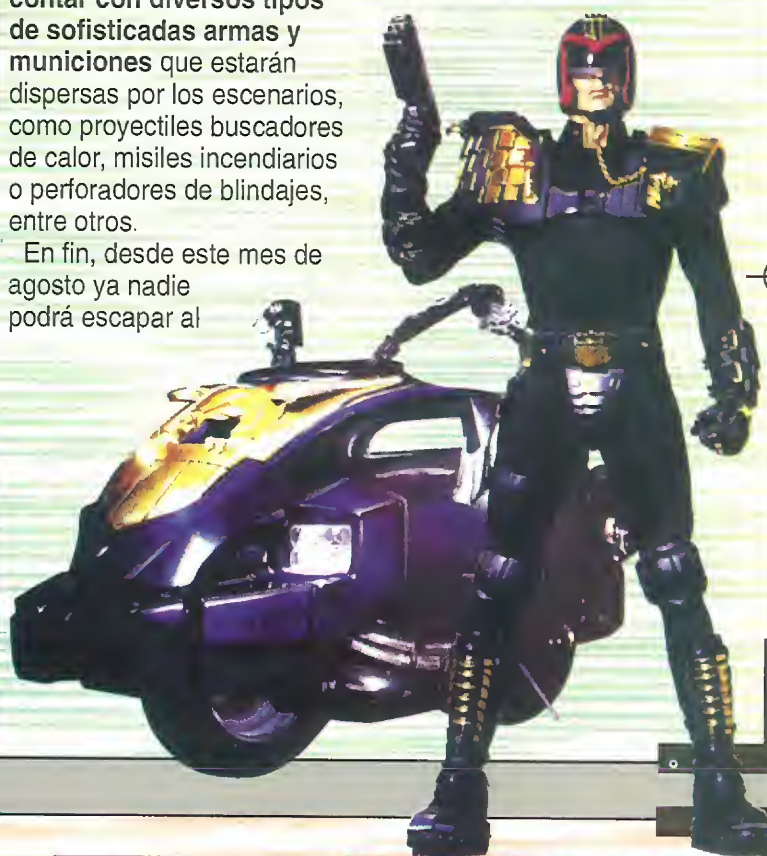 contar con diversos tipos
de sofisticadas armas y
municiones que estarán
dispersas por los escenarios,
como proyectiles buscadores
de calor, misiles incendiarios
o perforadores de blindajes,
entre otros.
En fin, desde este mes de
agosto ya nadie
podrá escapar al